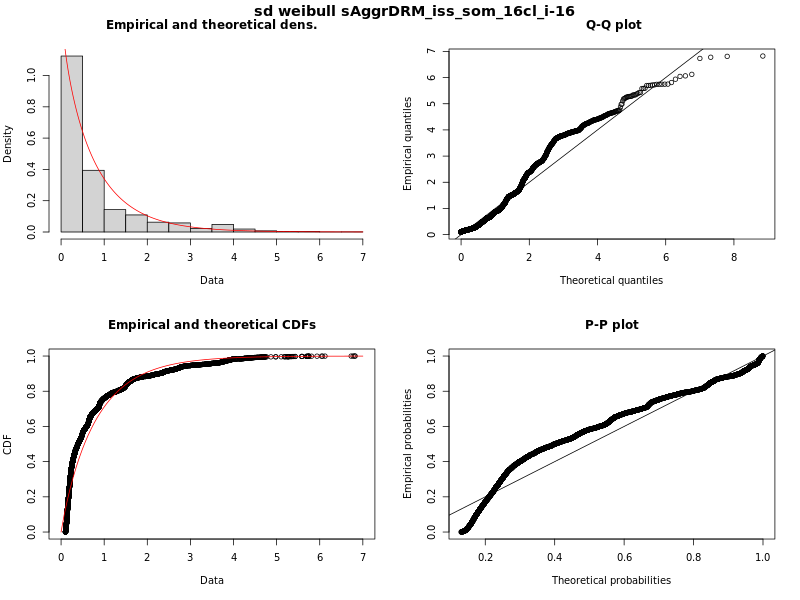 sd weibull sAggrDRM_iss_som_16cl_i-16
Empirical and theoretical dens.
Density
0.0 0.2 0.4 0.6 0.8 1.0
0 1 2 3 4 5 6 7
Data
Q-Q plot
Empirical quantiles
0 1 2 3 4 5 6 7
0 2 4 6 8
Theoretical quantiles
Empirical and theoretical CDFs
CDF
0.0 0.2 0.4 0.6 0.8 1.0
0 1 2 3 4 5 6 7
Data
P-P plot
Empirical probabilities
0.0 0.2 0.4 0.6 0.8 1.0
0.2 0.4 0.6 0.8 1.0
Theoretical probabilities